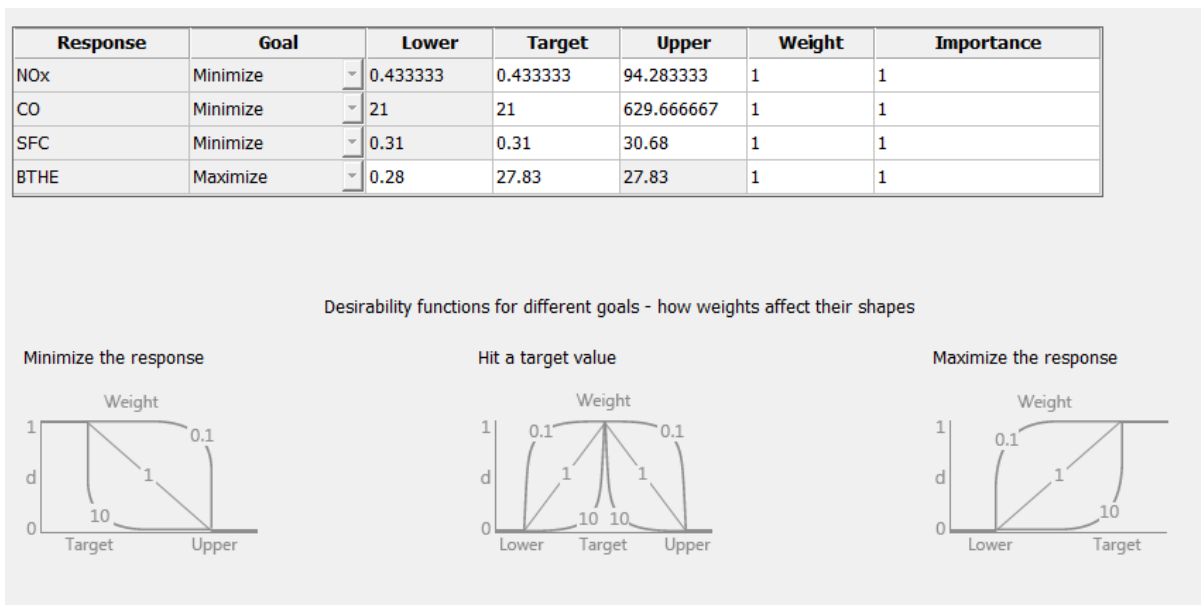 Response Goal Lower Target Upper Weight Importance
NOx Minimize 0.433333 0.433333 94.283333 1 1
CO Minimize 21 21 629.666667 1 1
SFC Minimize 0.31 0.31 30.68 1 1
BTHE Maximize 0.28 27.83 27.83 1 1
Desirability functions for different goals - how weights affect their shapes
Minimize the response Hit a target value Maximize the response
Weight Weight Weight
1 0.1 1 0.1 0.1 1 0.1
d 1 d 1 1 d 1
10 10 10 10
0 0 0
Target Upper Lower Target Upper Lower Target